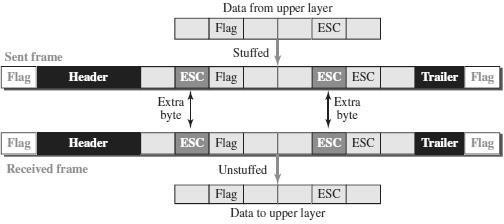 Data from upper layer
Flag ESC
Stuffed
Sent frame
Flag Header ESC Flag ESC ESC Trailer Flag
Extra byte Extra byte
Flag Header ESC Flag ESC ESC Trailer Flag
Received frame
Unstuffed
Flag ESC
Data to upper layer